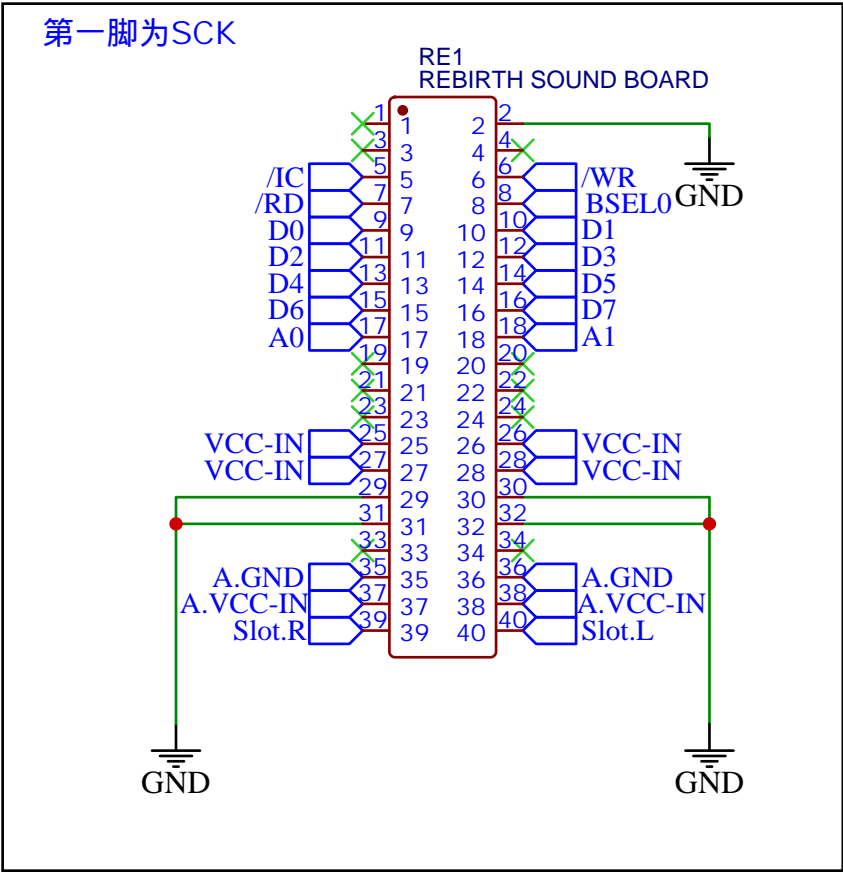 第一脚为SCK
RE1
REBIRTH SOUND BOARD
1 1 2 2
3 3 4 4
/IC 5 5 6 6 /WR
/RD 7 7 8 8 BSEL0 GND
D0 9 9 10 10 D1
D2 11 11 12 12 D3
D4 13 13 14 14 D5
D6 15 15 16 16 D7
A0 17 17 18 18 A1
19 19 20 20
21 21 22 22
23 23 24 24
VCC-IN 25 25 26 26 VCC-IN
VCC-IN 27 27 28 28 VCC-IN
29 29 30 30
31 31 32 32
33 33 34 34
A.GND 35 35 36 36 A.GND
A.VCC-IN 37 37 38 38 A.VCC-IN
Slot.R 39 39 40 40 Slot.L
GND GND